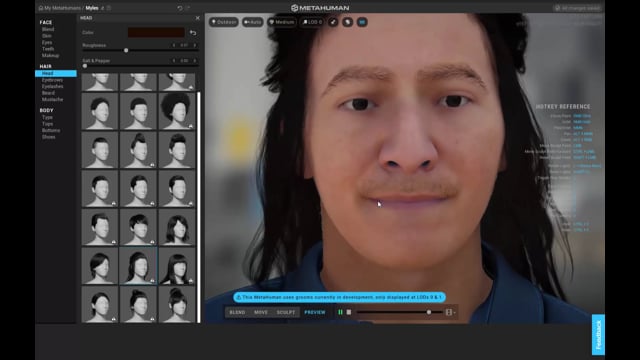 My MetaHumans / Myles
METAHUMAN
All changes saved
FACE
Blend
Skin
Eyes
Teeth
Makeup
HAIR
Head
Eyebrows
Eyelashes
Beard
Mustache
BODY
Type
Tops
Bottoms
Shoes
HEAD
Color
Roughness
Salt & Pepper
Outdoor
Auto
Medium
LOD 0
HOTKEY REFERENCE
This MetaHuman uses grooms currently in development, only displayed at LODs 0 & 1
BLEND
MOVE
SCULPT
PREVIEW
Feedback